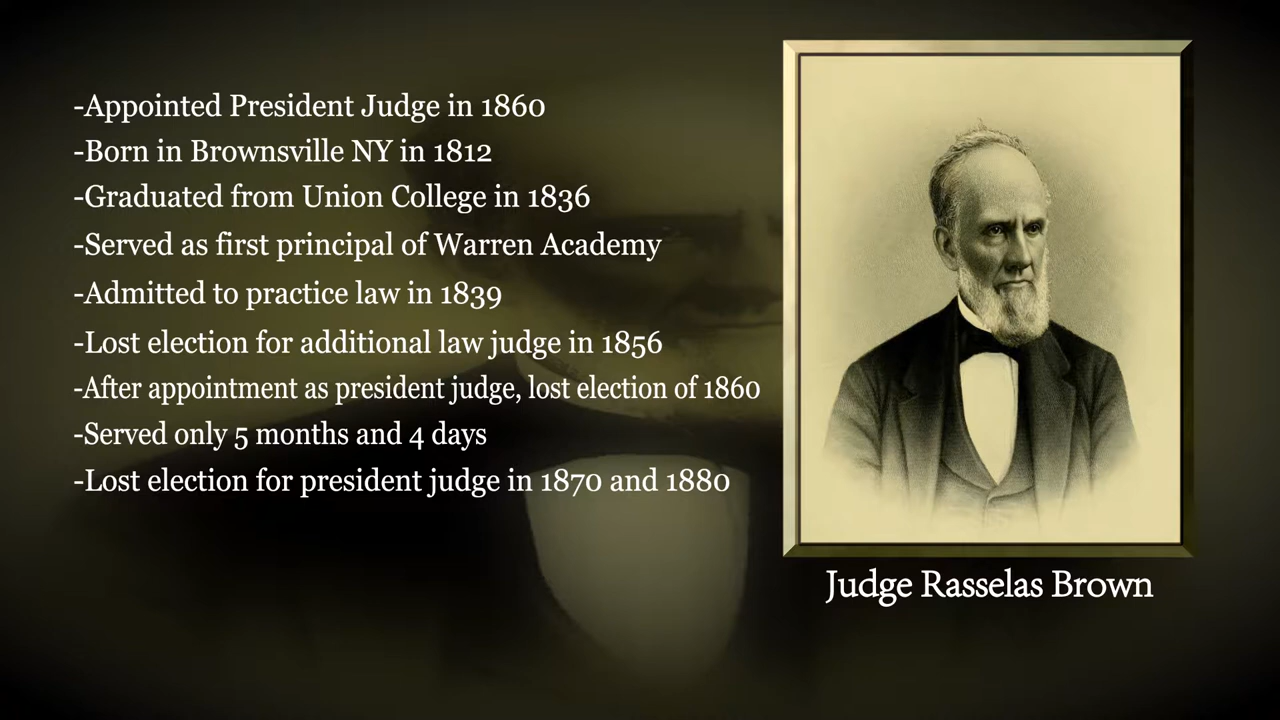 -Appointed President Judge in 1860
-Born in Brownsville NY in 1812
-Graduated from Union College in 1836
-Served as first principal of Warren Academy
-Admitted to practice law in 1839
-Lost election for additional law judge in 1856
-After appointment as president judge, lost election of 1860
-Served only 5 months and 4 days
-Lost election for president judge in 1870 and 1880
Judge Rasselas Brown